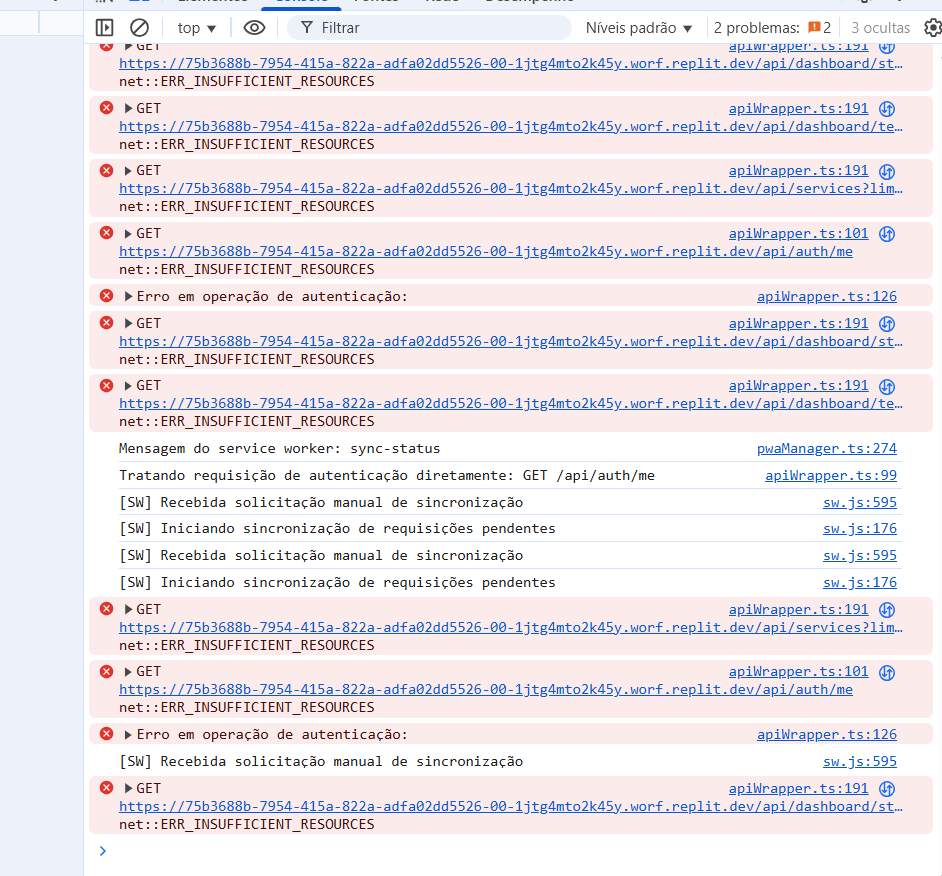 top ▼
Filtrar
Níveis padrão ▼
2 problemas: 2
3 ocultas
GET apiWrapper.ts:191
https://75b3688b-7954-415a-822a-adfa02dd5526-00-1jtg4mto2k45y.worf.replit.dev/api/dashboard/st…
net::ERR_INSUFFICIENT_RESOURCES
GET apiWrapper.ts:191
https://75b3688b-7954-415a-822a-adfa02dd5526-00-1jtg4mto2k45y.worf.replit.dev/api/dashboard/te…
net::ERR_INSUFFICIENT_RESOURCES
GET apiWrapper.ts:191
https://75b3688b-7954-415a-822a-adfa02dd5526-00-1jtg4mto2k45y.worf.replit.dev/api/services?lim…
net::ERR_INSUFFICIENT_RESOURCES
GET apiWrapper.ts:101
https://75b3688b-7954-415a-822a-adfa02dd5526-00-1jtg4mto2k45y.worf.replit.dev/api/auth/me
net::ERR_INSUFFICIENT_RESOURCES
Erro em operação de autenticação: apiWrapper.ts:126
GET apiWrapper.ts:191
https://75b3688b-7954-415a-822a-adfa02dd5526-00-1jtg4mto2k45y.worf.replit.dev/api/dashboard/st…
net::ERR_INSUFFICIENT_RESOURCES
GET apiWrapper.ts:191
https://75b3688b-7954-415a-822a-adfa02dd5526-00-1jtg4mto2k45y.worf.replit.dev/api/dashboard/te…
net::ERR_INSUFFICIENT_RESOURCES
Mensagem do service worker: sync-status pwaManager.ts:274
Tratando requisição de autenticação diretamente: GET /api/auth/me apiWrapper.ts:99
[SW] Recebida solicitação manual de sincronização sw.js:595
[SW] Iniciando sincronização de requisições pendentes sw.js:176
[SW] Recebida solicitação manual de sincronização sw.js:595
[SW] Iniciando sincronização de requisições pendentes sw.js:176
GET apiWrapper.ts:191
https://75b3688b-7954-415a-822a-adfa02dd5526-00-1jtg4mto2k45y.worf.replit.dev/api/services?lim…
net::ERR_INSUFFICIENT_RESOURCES
GET apiWrapper.ts:101
https://75b3688b-7954-415a-822a-adfa02dd5526-00-1jtg4mto2k45y.worf.replit.dev/api/auth/me
net::ERR_INSUFFICIENT_RESOURCES
Erro em operação de autenticação: apiWrapper.ts:126
[SW] Recebida solicitação manual de sincronização sw.js:595
GET apiWrapper.ts:191
https://75b3688b-7954-415a-822a-adfa02dd5526-00-1jtg4mto2k45y.worf.replit.dev/api/dashboard/st…
net::ERR_INSUFFICIENT_RESOURCES